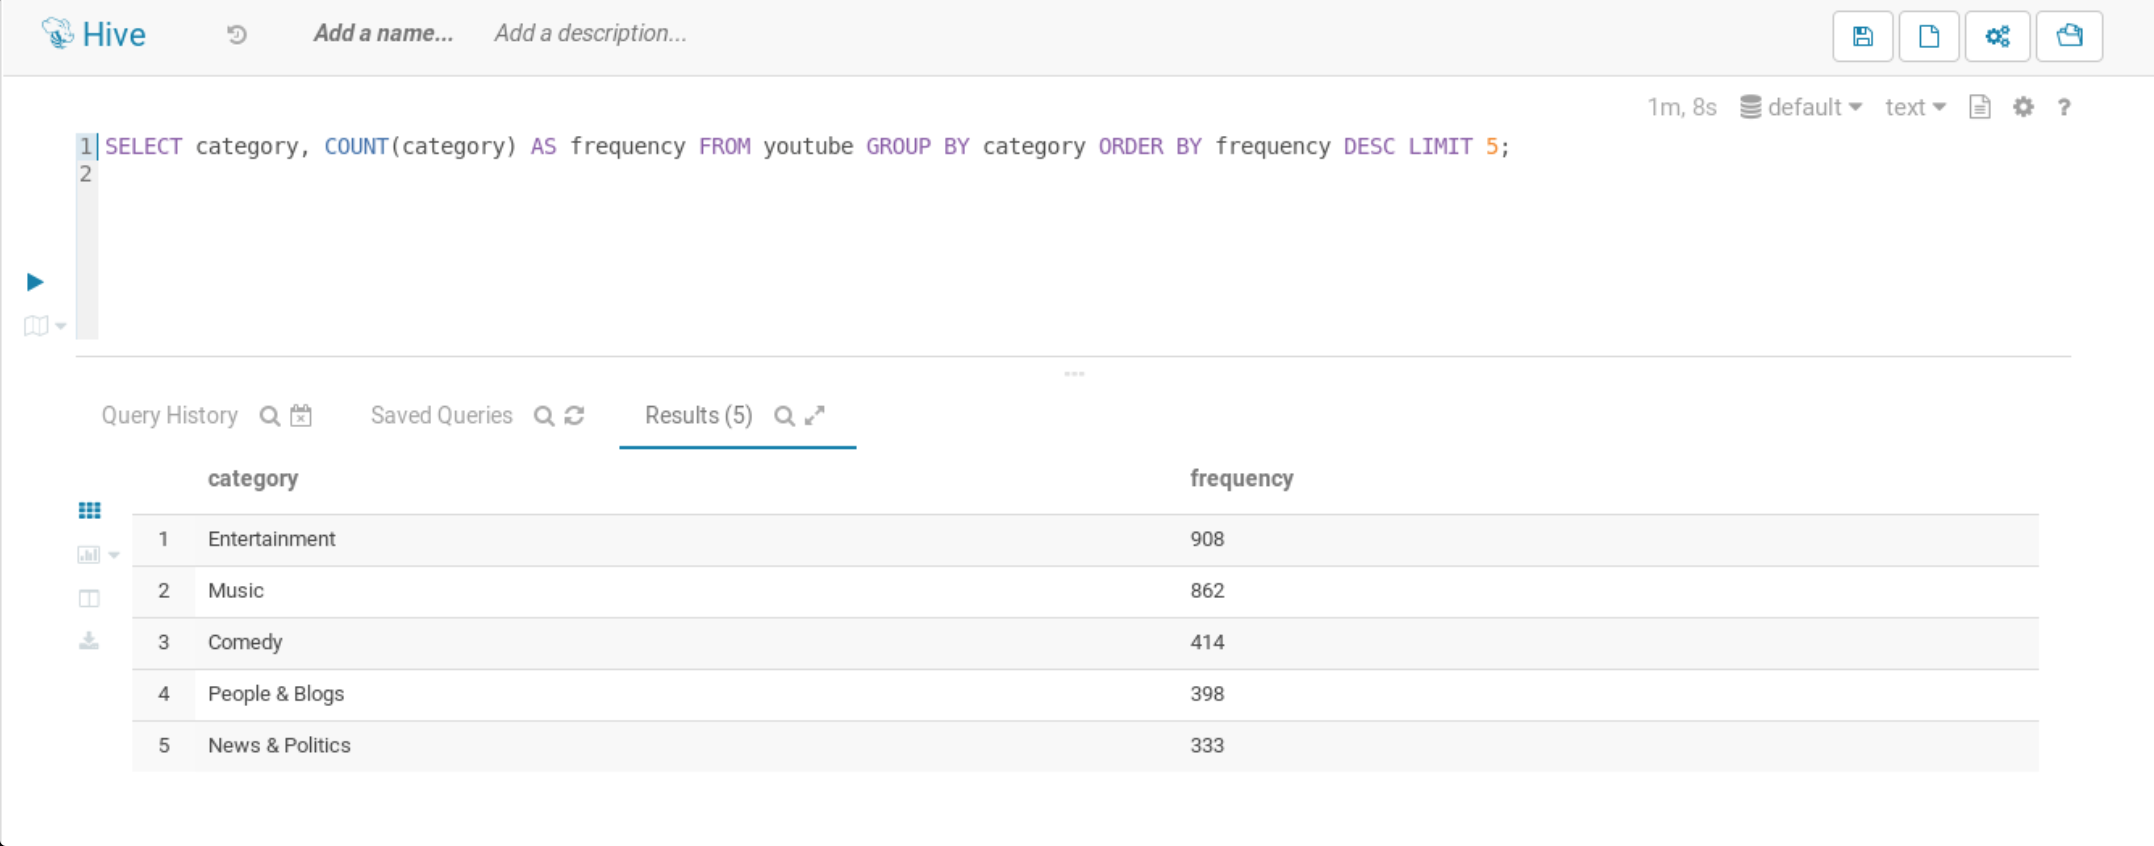 Hive Add a name... Add a description...
1m, 8s default text ?
1 SELECT category, COUNT(category) AS frequency FROM youtube GROUP BY category ORDER BY frequency DESC LIMIT 5;
2
Query History Saved Queries Results (5)
category frequency
1 Entertainment 908
2 Music 862
3 Comedy 414
4 People & Blogs 398
5 News & Politics 333